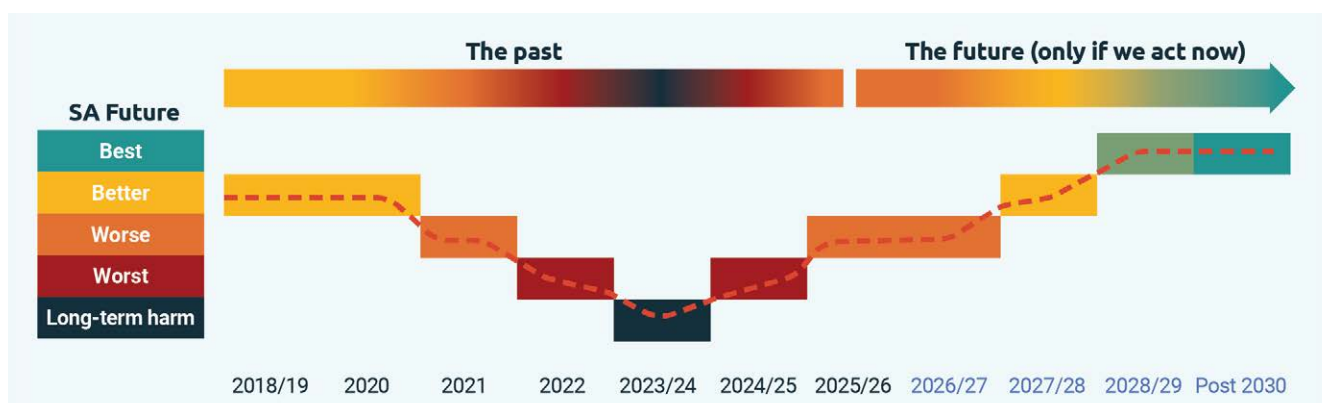 The past
The future (only if we act now)
SA Future
Best
Better
Worse
Worst
Long-term harm
2018/19 2020 2021 2022 2023/24 2024/25 2025/26 2026/27 2027/28 2028/29 Post 2030